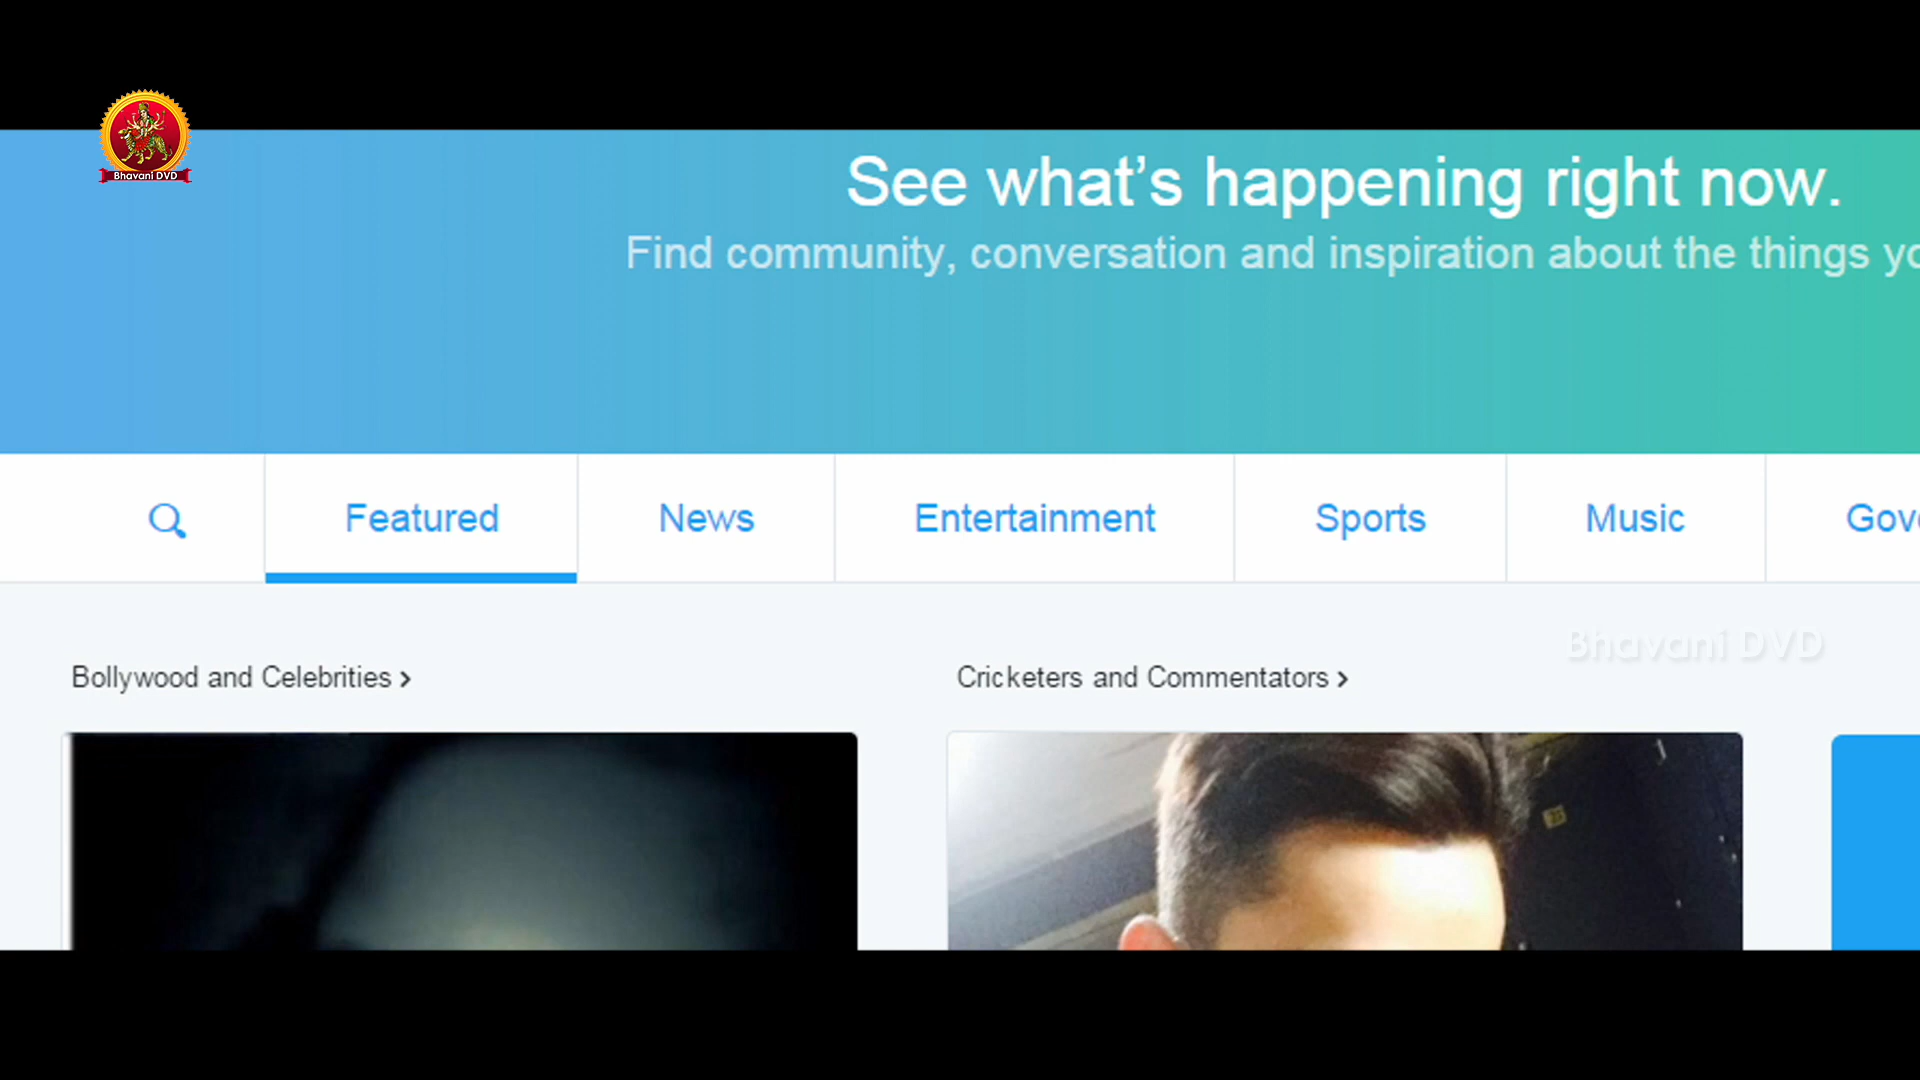 Bhavani DVD
See what’s happening right now.
Find community, conversation and inspiration about the things yo
Featured News Entertainment Sports Music Gove
Bhavani DVD
Bollywood and Celebrities
Cricketers and Commentators